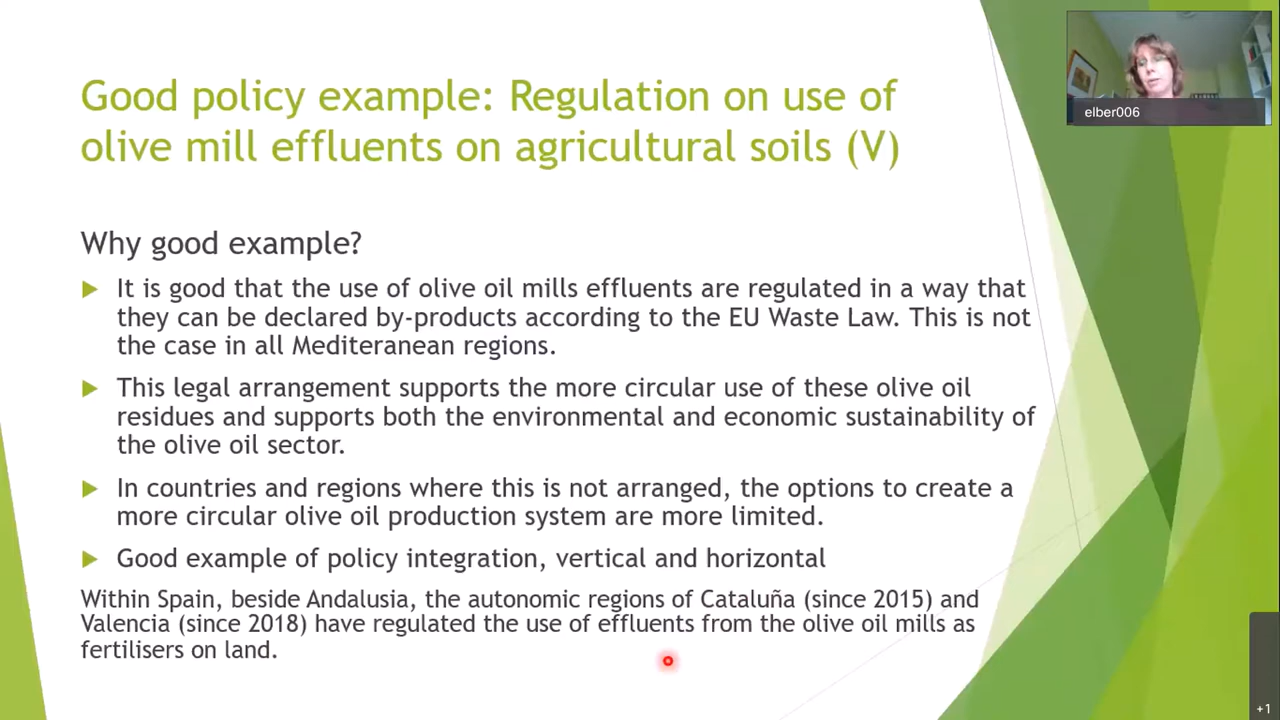 Good policy example: Regulation on use of
olive mill effluents on agricultural soils (V)
elber006
Why good example?
It is good that the use of olive oil mills effluents are regulated in a way that
they can be declared by-products according to the EU Waste Law. This is not
the case in all Mediteranean regions.
This legal arrangement supports the more circular use of these olive oil
residues and supports both the environmental and economic sustainability of
the olive oil sector.
In countries and regions where this is not arranged, the options to create a
more circular olive oil production system are more limited.
Good example of policy integration, vertical and horizontal
Within Spain, beside Andalusia, the autonomic regions of Cataluña (since 2015) and
Valencia (since 2018) have regulated the use of effluents from the olive oil mills as
fertilisers on land.
+1